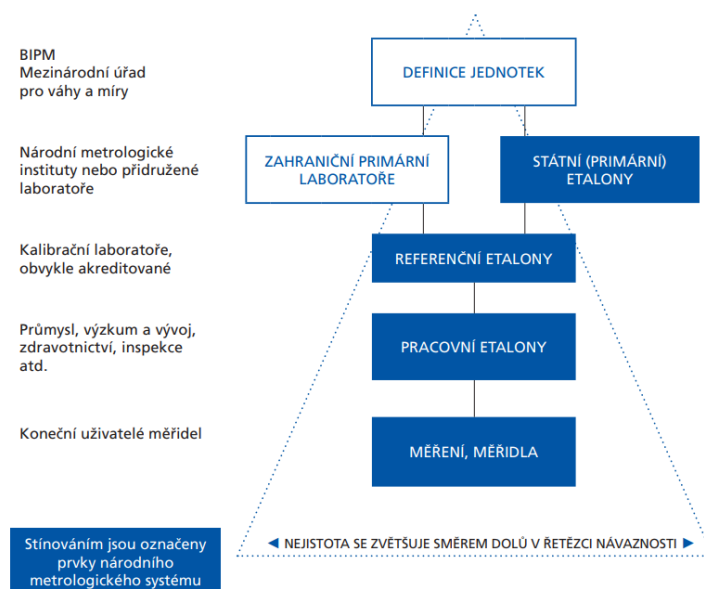 BIPM
Mezinárodní úřad
pro váhy a míry
DEFINICE JEDNOTEK
Národní metrologické
instituty nebo přidružené
laboratoře
ZAHRANIČNÍ PRIMÁRNÍ
LABORATOŘE
STÁTNÍ (PRIMÁRNÍ)
ETALONY
Kalibrační laboratoře,
obvykle akreditované
REFERENČNÍ ETALONY
Průmysl, výzkum a vývoj,
zdravotnictví, inspekce
atd.
PRACOVNÍ ETALONY
Koneční uživatelé měřidel
MĚŘENÍ, MĚŘIDLA
Stínováním jsou označeny
prvky národního
metrologického systému
◄ NEJISTOTA SE ZVĚTŠUJE SMĚREM DOLŮ V ŘETĚZCI NÁVAZNOSTI ►